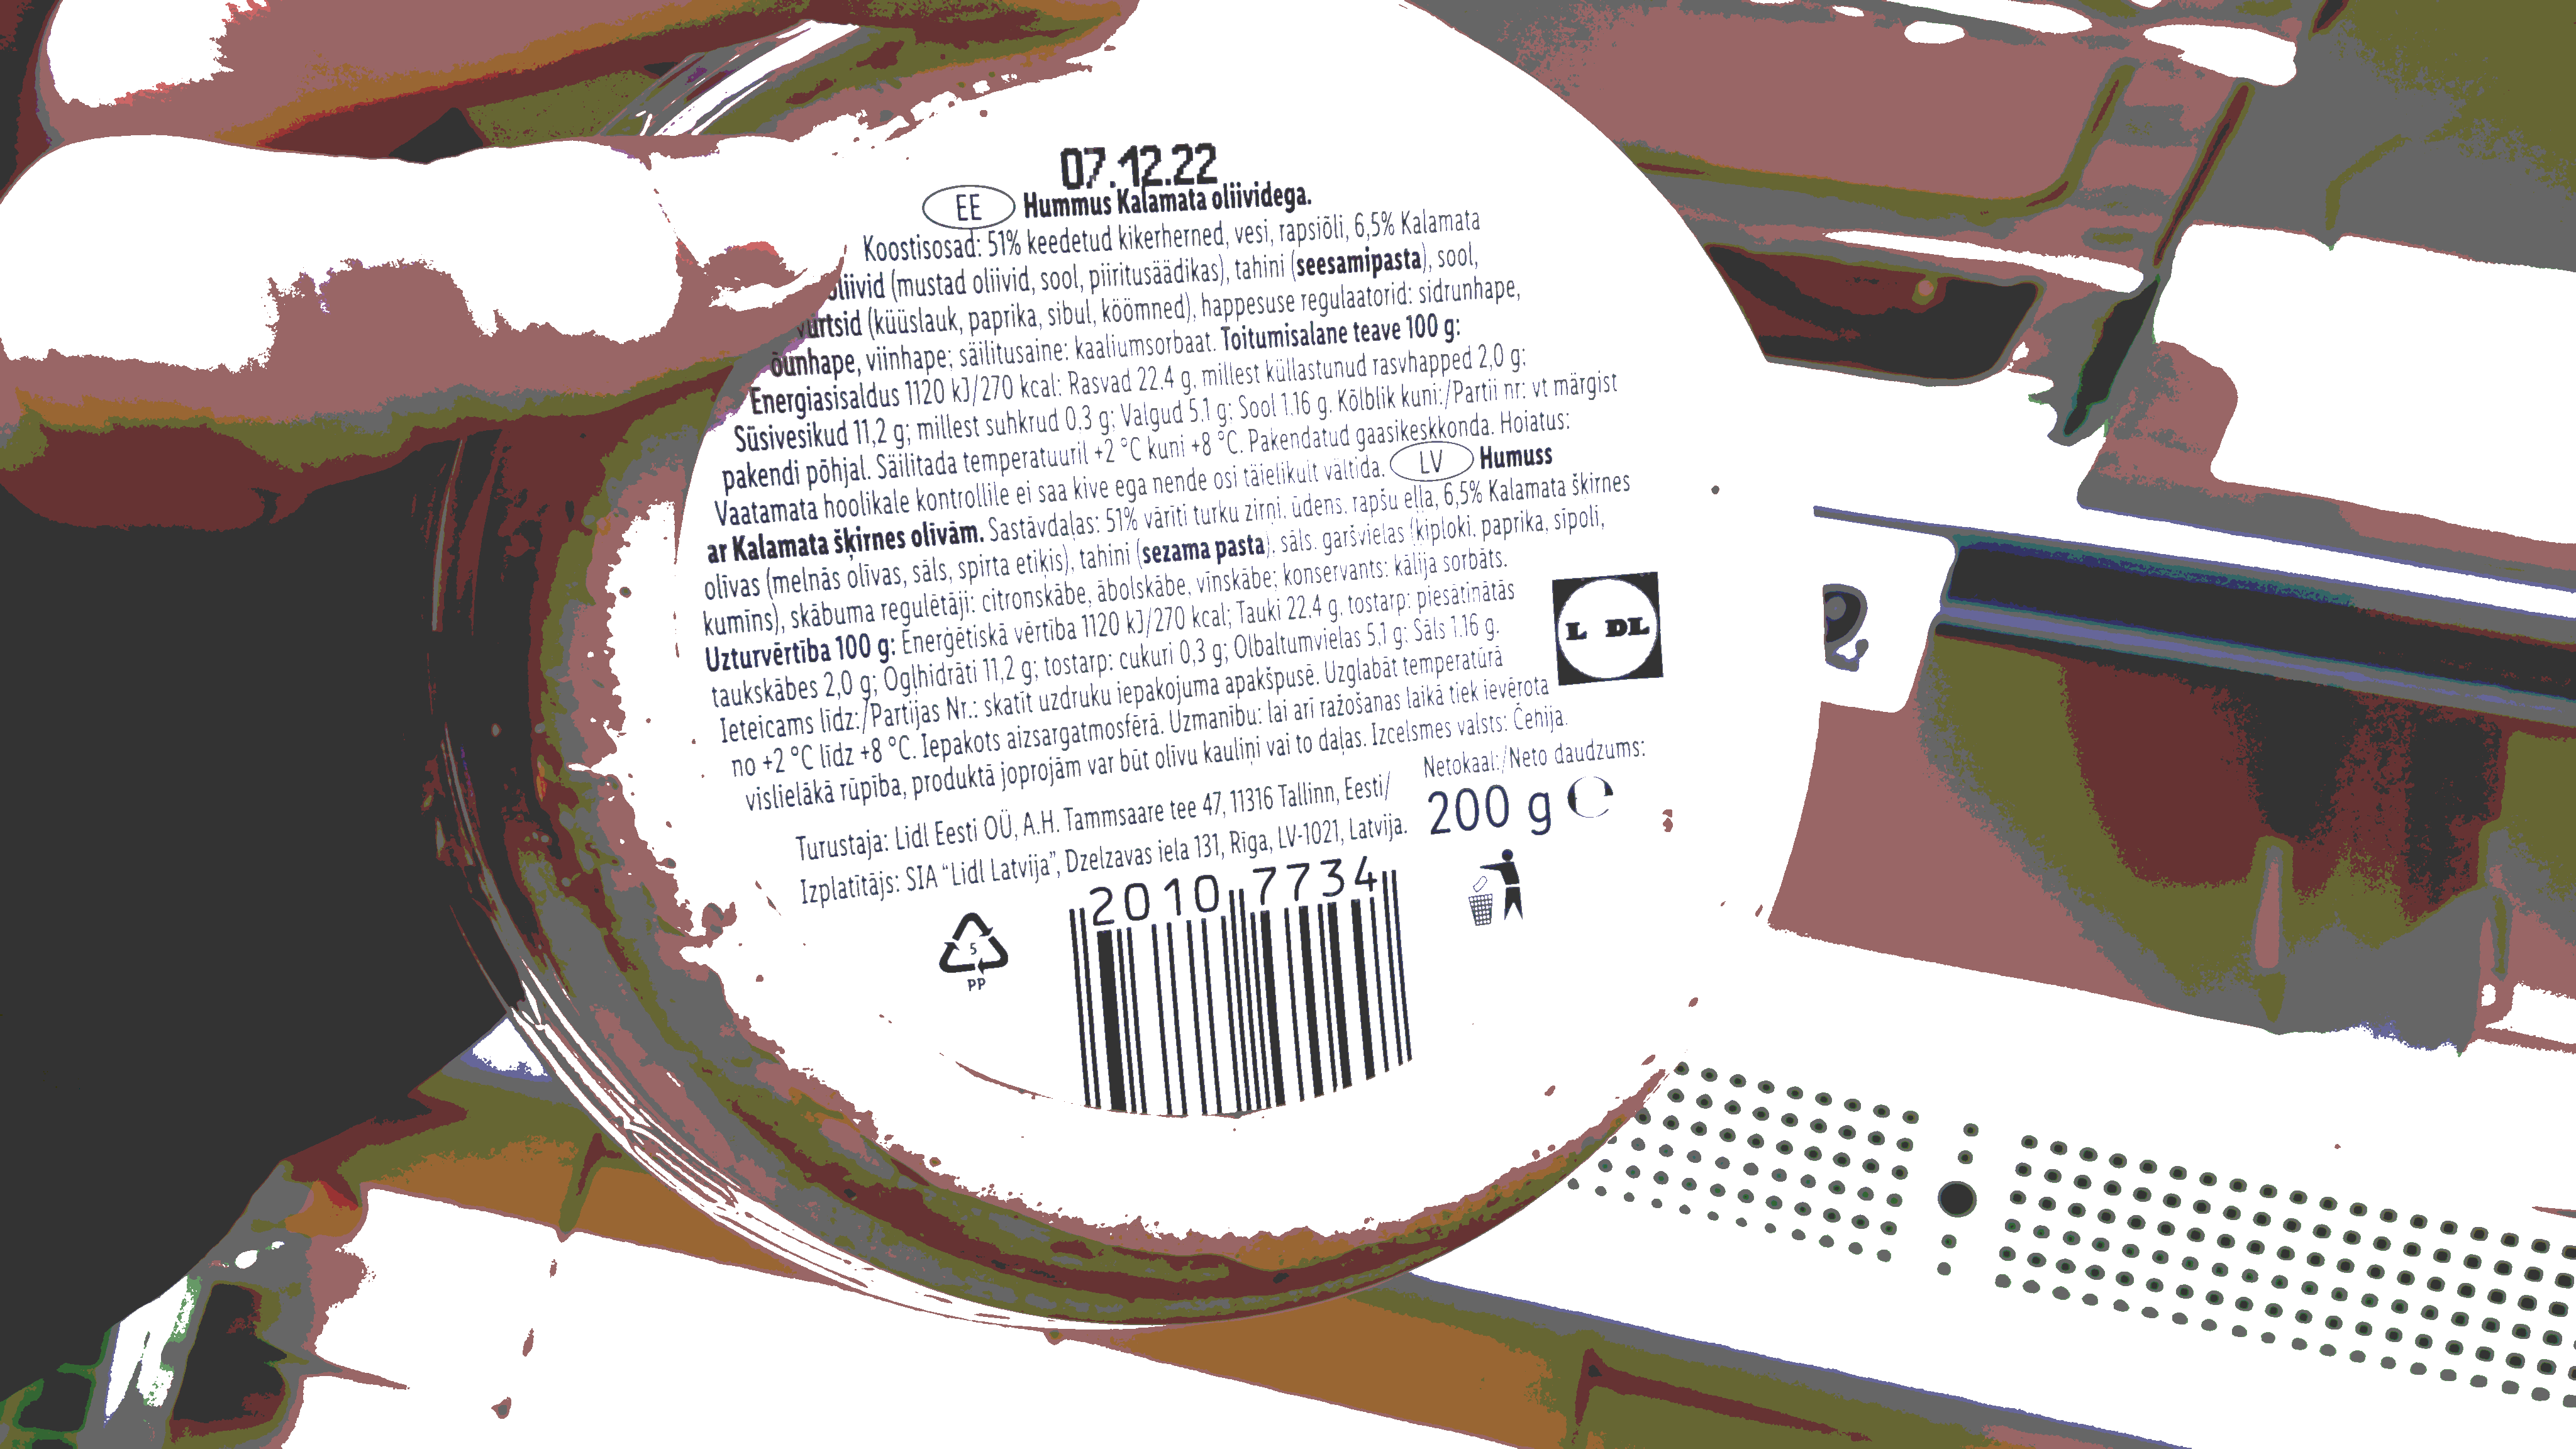 07.12.22
EE Hummus Kalamata oliividega.
Koostisosad: 51% keedetud kikerherned, vesi, rapsiõli, 6,5% Kalamata
(mustad oliivid, sool, piiritusäädikas), tahini (seesamipasta), sool,
(küüslauk, paprika, sibul, köömned), happesuse regulaatorid: sidrunhape,
õunhape, viinhape; säilitusaine: kaaliumsorbaat. Toitumisalane teave 100 g:
Energiasisaldus 1120 kJ/270 kcal: Rasvad 22.4 g, millest küllastunud rasvhapped 2,0 g;
Süsivesikud 11,2 g; millest suhkrud 0.3 g; Valgud 5.1 g; Sool 1.16 g. Kõlblik kuni:/Partii nr: vt märgist
pakendi põhjal. Säilitada temperatuuril +2 °C kuni +8 °C. Pakendatud gaasikeskkonda. Hoiatus:
Vaatamata hoolikale kontrollile ei saa kive ega nende osi täielikult vältida. LV Humuss
ar Kalamata šķirnes olīvām. Sastāvdaļas: 51% vārīti turku zirņi, ūdens, rapšu eļļa, 6,5% Kalamata šķirnes
olīvas (melnās olīvas, sāls, spirta etiķis), tahini (sezama pasta), sāls, garšvielas (ķiploki, paprika, sīpoli,
kumīns), skābuma regulētāji: citronskābe, ābolskābe, vīnskābe; konservants: kālija sorbāts.
Uzturvērtība 100 g: Enerģētiskā vērtība 1120 kJ/270 kcal; Tauki 22.4 g, tostarp: piesātinātās
taukskābes 2,0 g; Ogļhidrāti 11,2 g; tostarp: cukuri 0,3 g; Olbaltumvielas 5,1 g; Sāls 1.16 g.
Ieteicams līdz:/Partijas Nr.: skatīt uzdruku iepakojuma apakšpusē. Uzglabāt temperatūrā
no +2 °C līdz +8 °C. Iepakots aizsargatmosfērā. Uzmanību: lai arī ražošanas laikā tiek ievērota
vislielākā rūpība, produktā joprojām var būt olīvu kauliņi vai to daļas. Izcelsmes valsts: Čehija.
LIDL
Turustaja: Lidl Eesti OÜ, A.H. Tammsaare tee 47, 11316 Tallinn, Eesti/
Izplatītājs: SIA "Lidl Latvija", Dzelzavas iela 131, Rīga, LV-1021, Latvija.
Netokaal:/Neto daudzums:
200 g ℮
2010 7734
5
PP